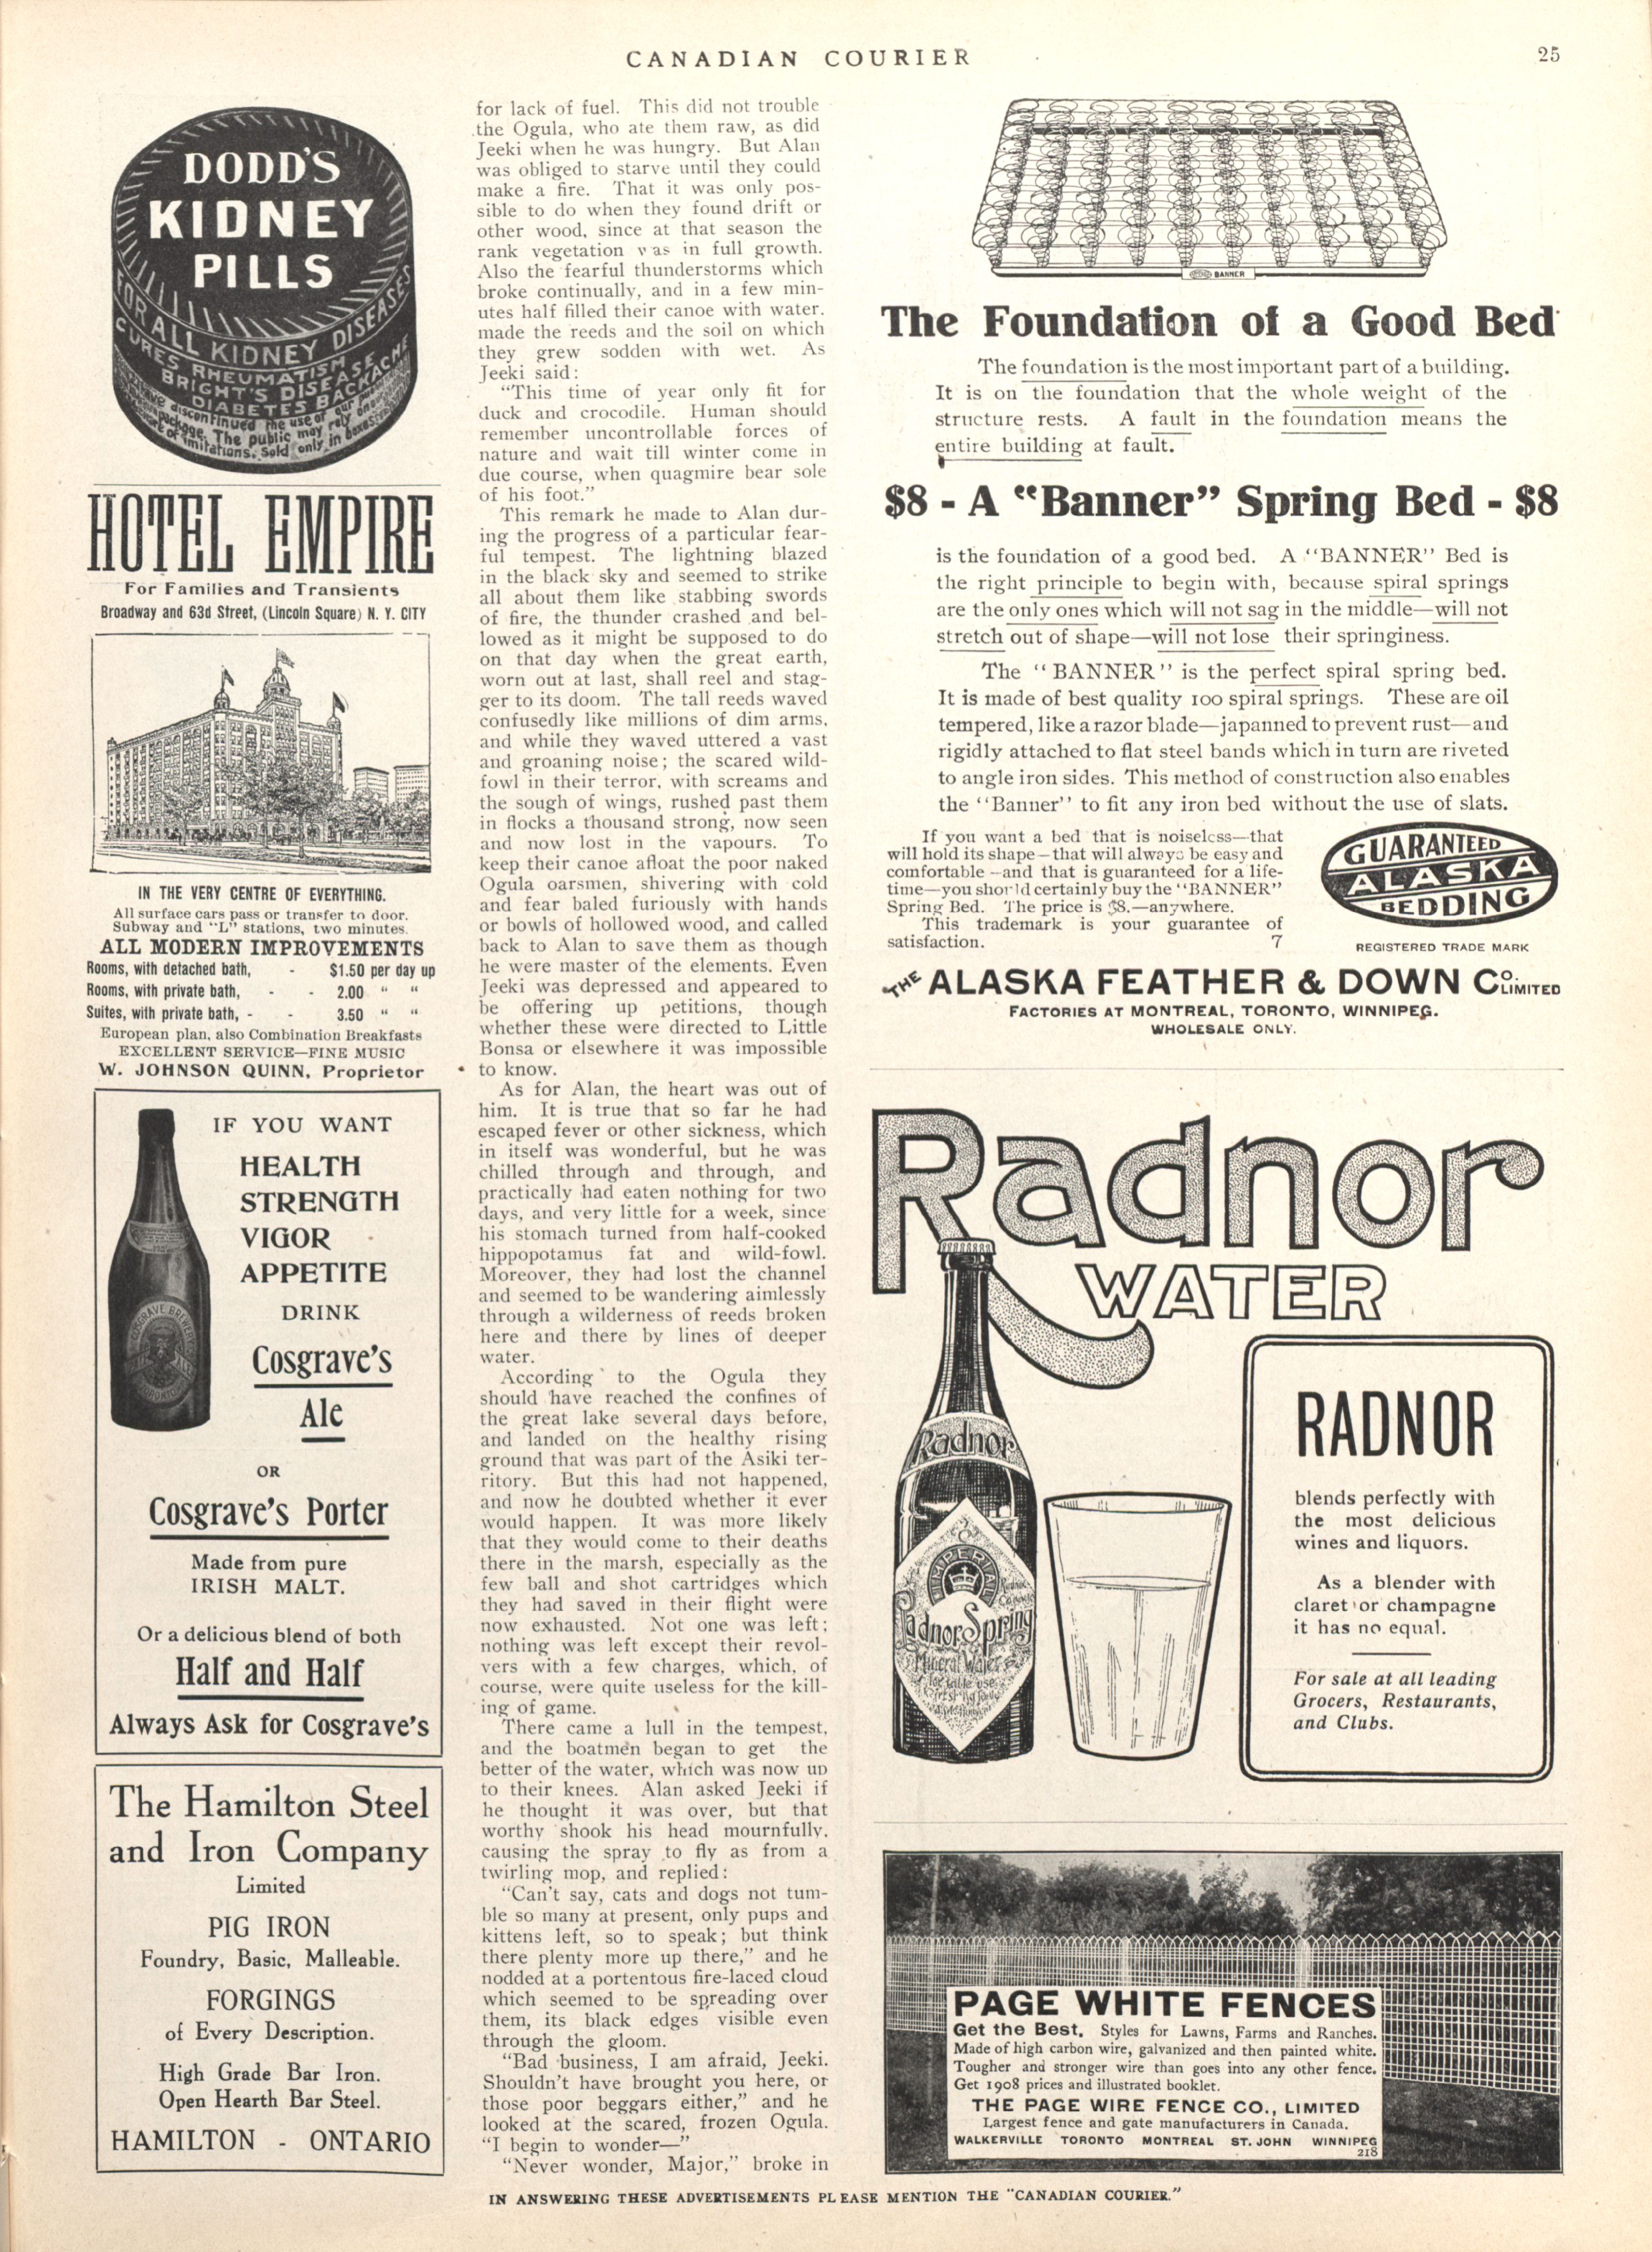 CANADIAN COURIER
25
DODD'S
KIDNEY
PILLS
FOR ALL KIDNEY DISEASES
CURES RHEUMATISM
BRIGHT'S DISEASE
DIABETES BACKACHE
discontinued the use of our
package. The public may rely on
imitations. Sold only in boxes.
HOTEL EMPIRE
For Families and Transients
Broadway and 63d Street, (Lincoln Square) N. Y. CITY
IN THE VERY CENTRE OF EVERYTHING.
All surface cars pass or transfer to door.
Subway and "L" stations, two minutes.
ALL MODERN IMPROVEMENTS
Rooms, with detached bath, - $1.50 per day up
Rooms, with private bath, - - 2.00 " "
Suites, with private bath, - - 3.50 " "
European plan, also Combination Breakfasts
EXCELLENT SERVICE—FINE MUSIC
W. JOHNSON QUINN, Proprietor
IF YOU WANT
HEALTH
STRENGTH
VIGOR
APPETITE
DRINK
Cosgrave's
Ale
OR
Cosgrave's Porter
Made from pure
IRISH MALT.
Or a delicious blend of both
Half and Half
Always Ask for Cosgrave's
COSGRAVE BREWERY
The Hamilton Steel
and Iron Company
Limited
PIG IRON
Foundry, Basic, Malleable.
FORGINGS
of Every Description.
High Grade Bar Iron.
Open Hearth Bar Steel.
HAMILTON - ONTARIO
for lack of fuel. This did not trouble
the Ogula, who ate them raw, as did
Jeeki when he was hungry. But Alan
was obliged to starve until they could
make a fire. That it was only pos-
sible to do when they found drift or
other wood, since at that season the
rank vegetation was in full growth.
Also the fearful thunderstorms which
broke continually, and in a few min-
utes half filled their canoe with water,
made the reeds and the soil on which
they grew sodden with wet. As
Jeeki said:
"This time of year only fit for
duck and crocodile. Human should
remember uncontrollable forces of
nature and wait till winter come in
due course, when quagmire bear sole
of his foot."
This remark he made to Alan dur-
ing the progress of a particular fear-
ful tempest. The lightning blazed
in the black sky and seemed to strike
all about them like stabbing swords
of fire, the thunder crashed and bel-
lowed as it might be supposed to do
on that day when the great earth,
worn out at last, shall reel and stag-
ger to its doom. The tall reeds waved
confusedly like millions of dim arms,
and while they waved uttered a vast
and groaning noise; the scared wild-
fowl in their terror, with screams and
the sough of wings, rushed past them
in flocks a thousand strong, now seen
and now lost in the vapours. To
keep their canoe afloat the poor naked
Ogula oarsmen, shivering with cold
and fear baled furiously with hands
or bowls of hollowed wood, and called
back to Alan to save them as though
he were master of the elements. Even
Jeeki was depressed and appeared to
be offering up petitions, though
whether these were directed to Little
Bonsa or elsewhere it was impossible
to know.
As for Alan, the heart was out of
him. It is true that so far he had
escaped fever or other sickness, which
in itself was wonderful, but he was
chilled through and through, and
practically had eaten nothing for two
days, and very little for a week, since
his stomach turned from half-cooked
hippopotamus fat and wild-fowl.
Moreover, they had lost the channel
and seemed to be wandering aimlessly
through a wilderness of reeds broken
here and there by lines of deeper
water.
According to the Ogula they
should have reached the confines of
the great lake several days before,
and landed on the healthy rising
ground that was part of the Asiki ter-
ritory. But this had not happened,
and now he doubted whether it ever
would happen. It was more likely
that they would come to their deaths
there in the marsh, especially as the
few ball and shot cartridges which
they had saved in their flight were
now exhausted. Not one was left;
nothing was left except their revol-
vers with a few charges, which, of
course, were quite useless for the kill-
ing of game.
There came a lull in the tempest,
and the boatmen began to get the
better of the water, which was now up
to their knees. Alan asked Jeeki if
he thought it was over, but that
worthy shook his head mournfully,
causing the spray to fly as from a
twirling mop, and replied:
"Can't say, cats and dogs not tum-
ble so many at present, only pups and
kittens left, so to speak; but think
there plenty more up there," and he
nodded at a portentous fire-laced cloud
which seemed to be spreading over
them, its black edges visible even
through the gloom.
"Bad business, I am afraid, Jeeki.
Shouldn't have brought you here, or
those poor beggars either," and he
looked at the scared, frozen Ogula.
"I begin to wonder—"
"Never wonder, Major," broke in
BANNER
The Foundation of a Good Bed
The foundation is the most important part of a building.
It is on the foundation that the whole weight of the
structure rests. A fault in the foundation means the
entire building at fault.
$8 - A "Banner" Spring Bed - $8
is the foundation of a good bed. A "BANNER" Bed is
the right principle to begin with, because spiral springs
are the only ones which will not sag in the middle—will not
stretch out of shape—will not lose their springiness.
The "BANNER" is the perfect spiral spring bed.
It is made of best quality 100 spiral springs. These are oil
tempered, like a razor blade—japanned to prevent rust—and
rigidly attached to flat steel bands which in turn are riveted
to angle iron sides. This method of construction also enables
the "Banner" to fit any iron bed without the use of slats.
If you want a bed that is noiseless—that
will hold its shape—that will always be easy and
comfortable—and that is guaranteed for a life-
time—you should certainly buy the "BANNER"
Spring Bed. The price is $8.—anywhere.
This trademark is your guarantee of
satisfaction. 7
GUARANTEED
ALASKA
BEDDING
REGISTERED TRADE MARK
THE ALASKA FEATHER & DOWN CO. LIMITED
FACTORIES AT MONTREAL, TORONTO, WINNIPEG.
WHOLESALE ONLY.
Radnor
WATER
Radnor
IMPERIAL
Radnor Spring
Mineral Water
RADNOR
blends perfectly with
the most delicious
wines and liquors.
As a blender with
claret or champagne
it has no equal.
For sale at all leading
Grocers, Restaurants,
and Clubs.
PAGE WHITE FENCES
Get the Best. Styles for Lawns, Farms and Ranches.
Made of high carbon wire, galvanized and then painted white.
Tougher and stronger wire than goes into any other fence.
Get 1908 prices and illustrated booklet.
THE PAGE WIRE FENCE CO., LIMITED
Largest fence and gate manufacturers in Canada.
WALKERVILLE TORONTO MONTREAL ST. JOHN WINNIPEG
218
IN ANSWERING THESE ADVERTISEMENTS PLEASE MENTION THE "CANADIAN COURIER."